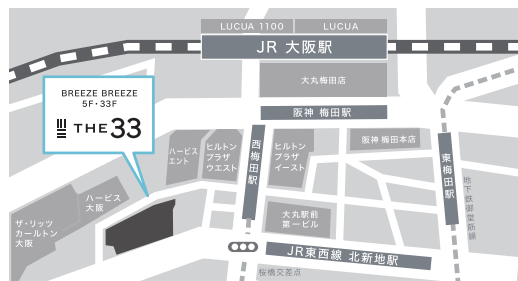 LUCUA 1100
LUCUA
JR 大阪駅
大丸梅田店
BREEZE BREEZE
5F・33F
THE 33
阪神 梅田駅
ハービス
エント
ヒルトン
プラザ
ウエスト
西梅田駅
ヒルトン
プラザ
イースト
阪神 梅田本店
東梅田駅
地下鉄御堂筋線
ハービス
大阪
ザ・リッツ
カールトン
大阪
大丸駅前
第一ビル
JR東西線 北新地駅
桜橋交差点